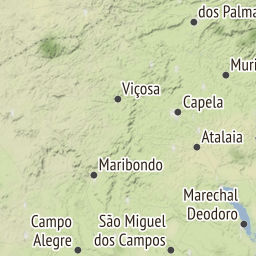 dos Palma
Muri
Viçosa
Capela
Atalaia
Maribondo
Marechal
Deodoro
Campo
Alegre
São Miguel
dos Campos